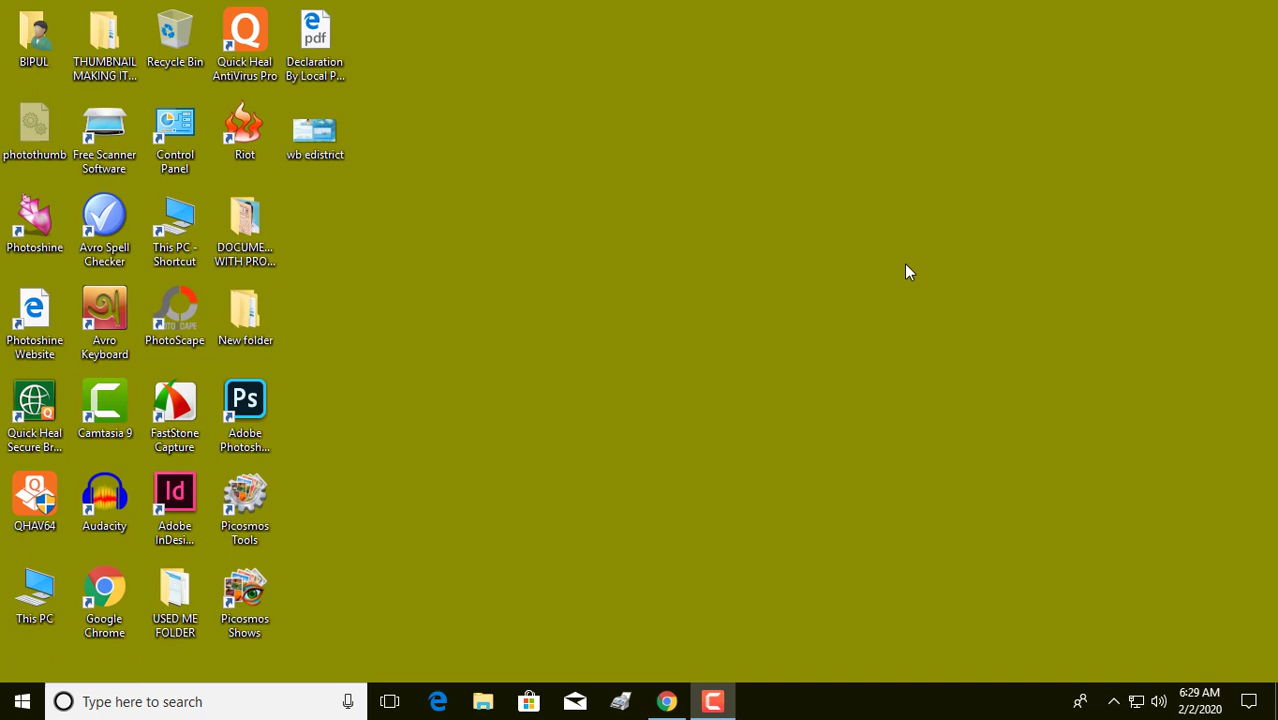 BIPUL
THUMBNAIL
MAKING IT...
Recycle Bin
Quick Heal
AntiVirus Pro
pdf
Declaration
By Local P...
photothumb
Free Scanner
Software
Control
Panel
Riot
wb edistrict
Photoshine
Avro Spell
Checker
This PC -
Shortcut
DOCUME...
WITH PRO...
Photoshine
Website
Avro
Keyboard
PhotoScape
New folder
Quick Heal
Secure Br...
Camtasia 9
FastStone
Capture
Ps
Adobe
Photosh...
QHAV64
Audacity
Id
Adobe
InDesi...
Picosmos
Tools
This PC
Google
Chrome
USED ME
FOLDER
Picosmos
Shows
Type here to search
6:29 AM
2/2/2020